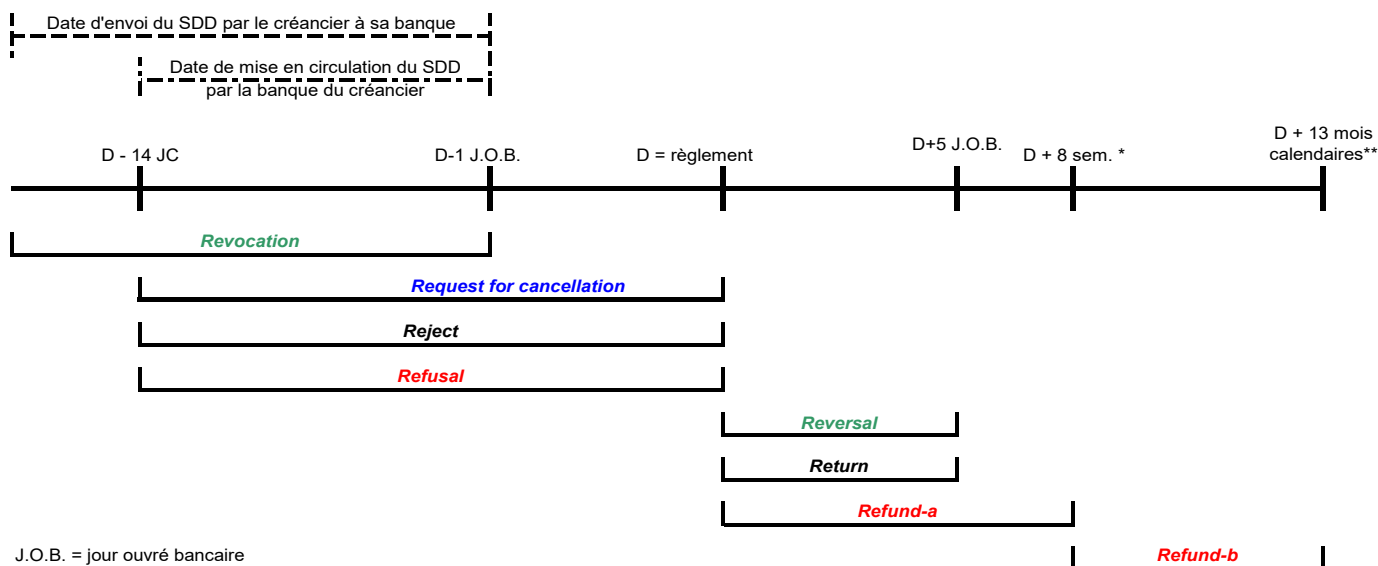 Date d'envoi du SDD par le créancier à sa banque
Date de mise en circulation du SDD
par la banque du créancier
D - 14 JC
D-1 J.O.B.
D = règlement
D+5 J.O.B.
D + 8 sem. *
D + 13 mois
calendaires**
Revocation
Request for cancellation
Reject
Refusal
Reversal
Return
Refund-a
J.O.B. = jour ouvré bancaire
Refund-b